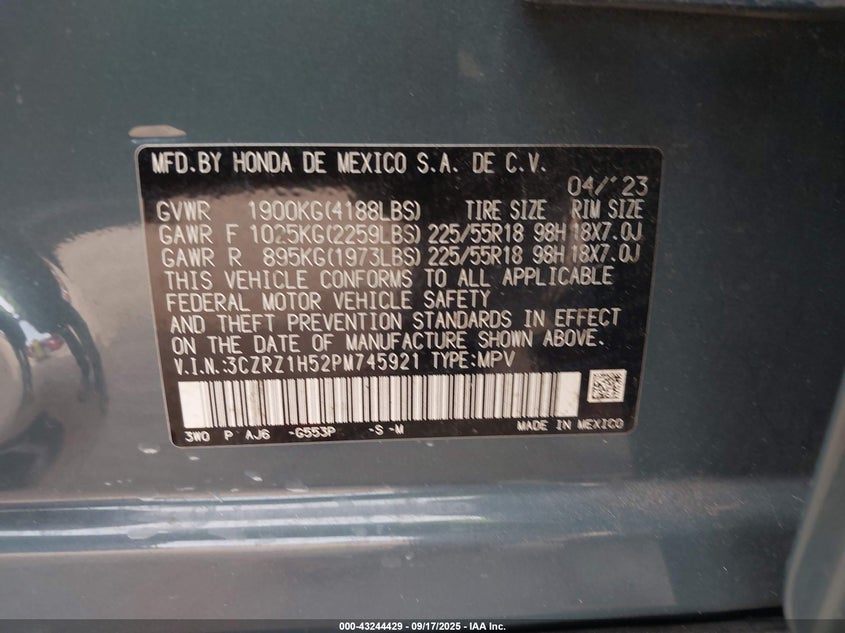 MFD.BY HONDA DE MEXICO S.A. DE C.V.
04/'23
GVWR 1900KG(4188LBS) TIRE SIZE RIM SIZE
GAWR F 1025KG(2259LBS) 225/55R18 98H 18X7.0J
GAWR R 895KG(1973LBS) 225/55R18 98H 18X7.0J
THIS VEHICLE CONFORMS TO ALL APPLICABLE
FEDERAL MOTOR VEHICLE SAFETY
AND THEFT PREVENTION STANDARDS IN EFFECT
ON THE DATE OF MANUFACTURE SHOWN ABOVE.
V.I.N.:3CZRZ1H52PM745921 TYPE:MPV
3W0 P AJ6 -G553P -S -M MADE IN MEXICO
000-43244429 - 09/17/2025 - IAA Inc.